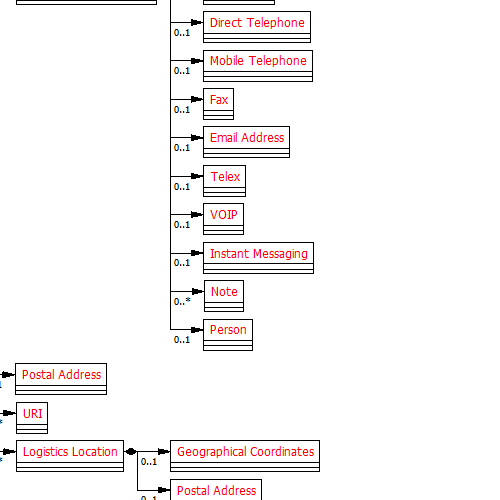 Direct Telephone
0..1
Mobile Telephone
0..1
Fax
0..1
Email Address
0..1
Telex
0..1
VOIP
0..1
Instant Messaging
0..1
Note
0..*
Person
0..1
Postal Address
URI
*
Logistics Location
*
Geographical Coordinates
0..1
Postal Address
0..1